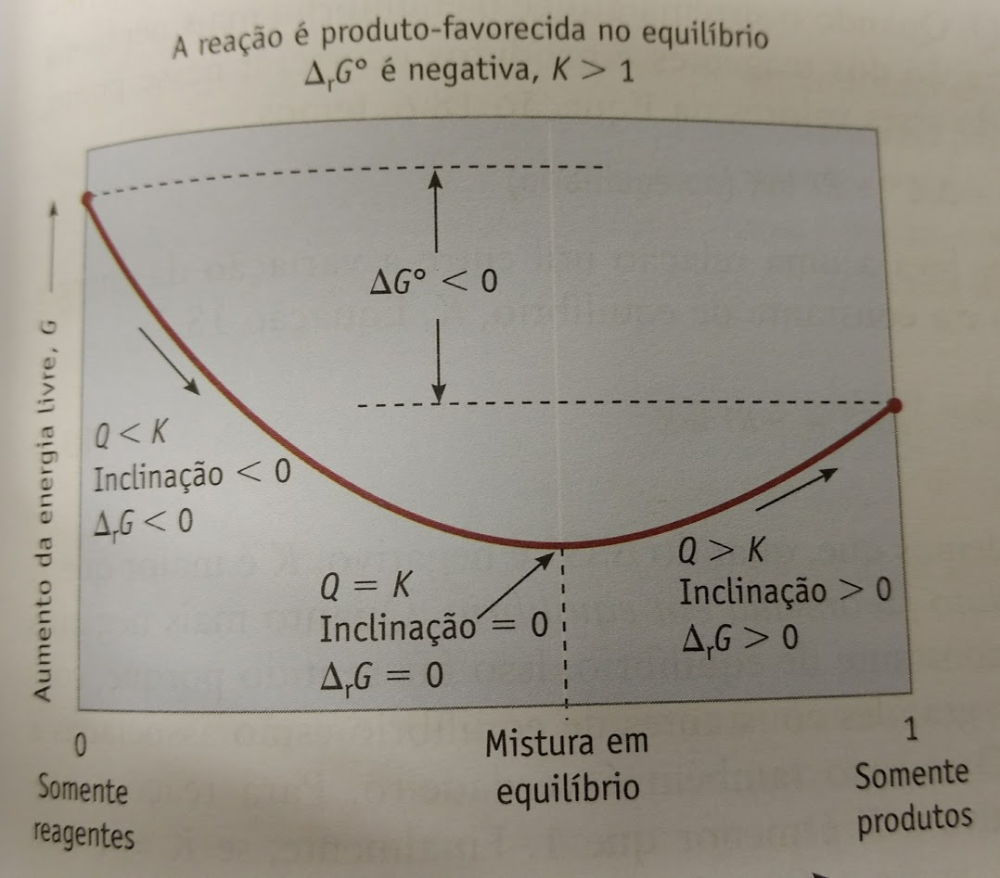 A reação é produto-favorecida no equilíbrio
ΔᵣG° é negativa, K > 1
Aumento da energia livre, G
ΔG° < 0
Q < K
Inclinação < 0
ΔᵣG < 0
Q = K
Inclinação = 0
ΔᵣG = 0
Q > K
Inclinação > 0
ΔᵣG > 0
0
Somente
reagentes
Mistura em
equilíbrio
1
Somente
produtos